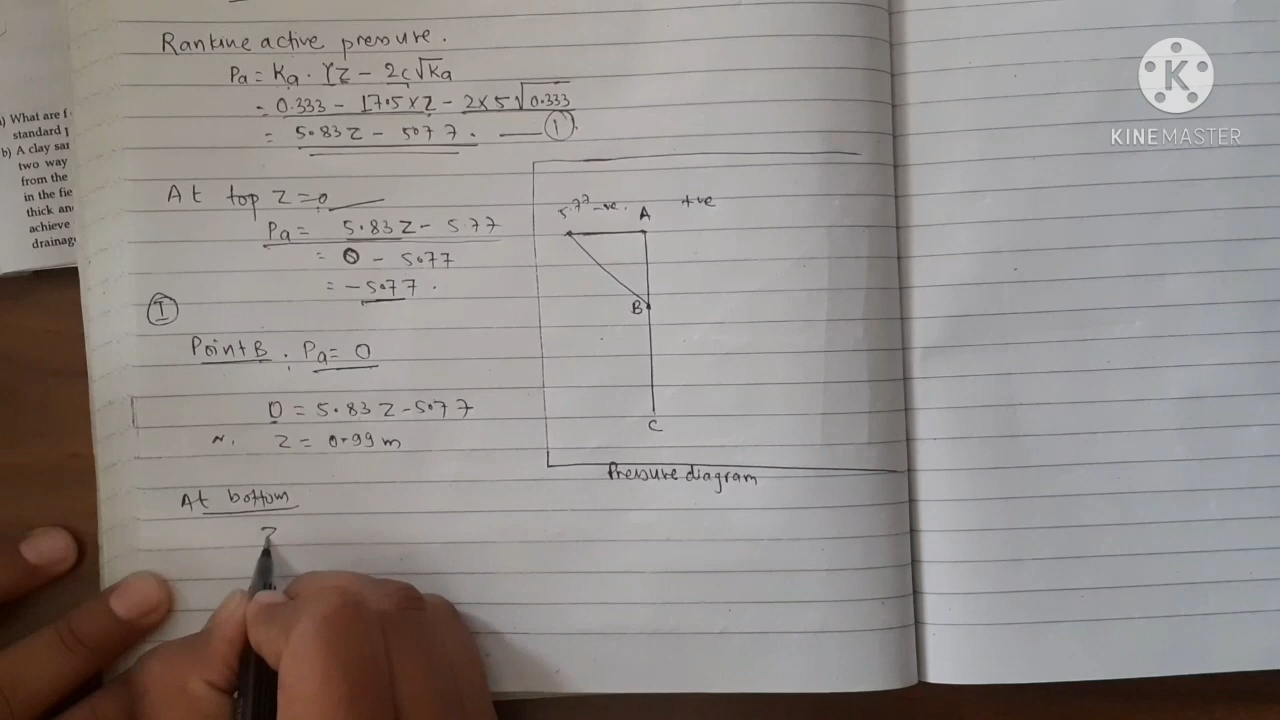 Rankine active pressure.
Pa = Ka . γz - 2c√Ka
= 0.333 - 17.5 × Z - 2×5√0.333
= 5.83 Z - 5.77 . — (1).
At top Z = 0
Pa = 5.83 Z - 5.77
= 0 - 5.77
= - 5.77 .
(I)
Point B . Pa = 0
0 = 5.83 Z - 5.77
Z = 0.99 m
At bottom
5.77 -ve. A +ve
B
C
Pressure diagram
a) What are f
standard p
b) A clay sam
two way
from the
in the fie
thick an
achieve
drainag
K
KINEMASTER